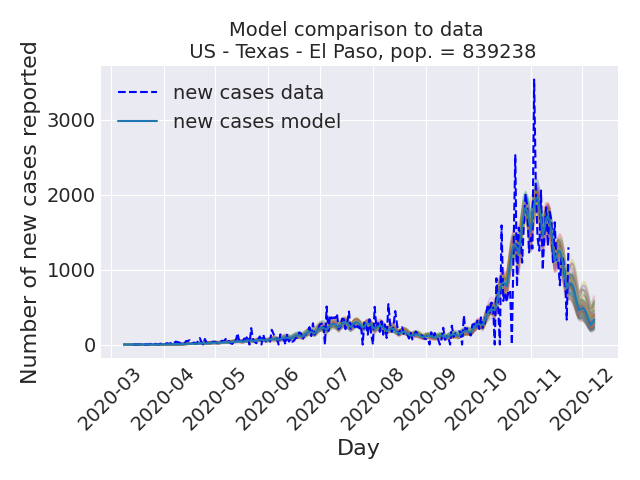 Model comparison to data
US - Texas - El Paso, pop. = 839238
Number of new cases reported
new cases data
new cases model
3000
2000
1000
0
2020-03
2020-04
2020-05
2020-06
2020-07
2020-08
2020-09
2020-10
2020-11
2020-12
Day